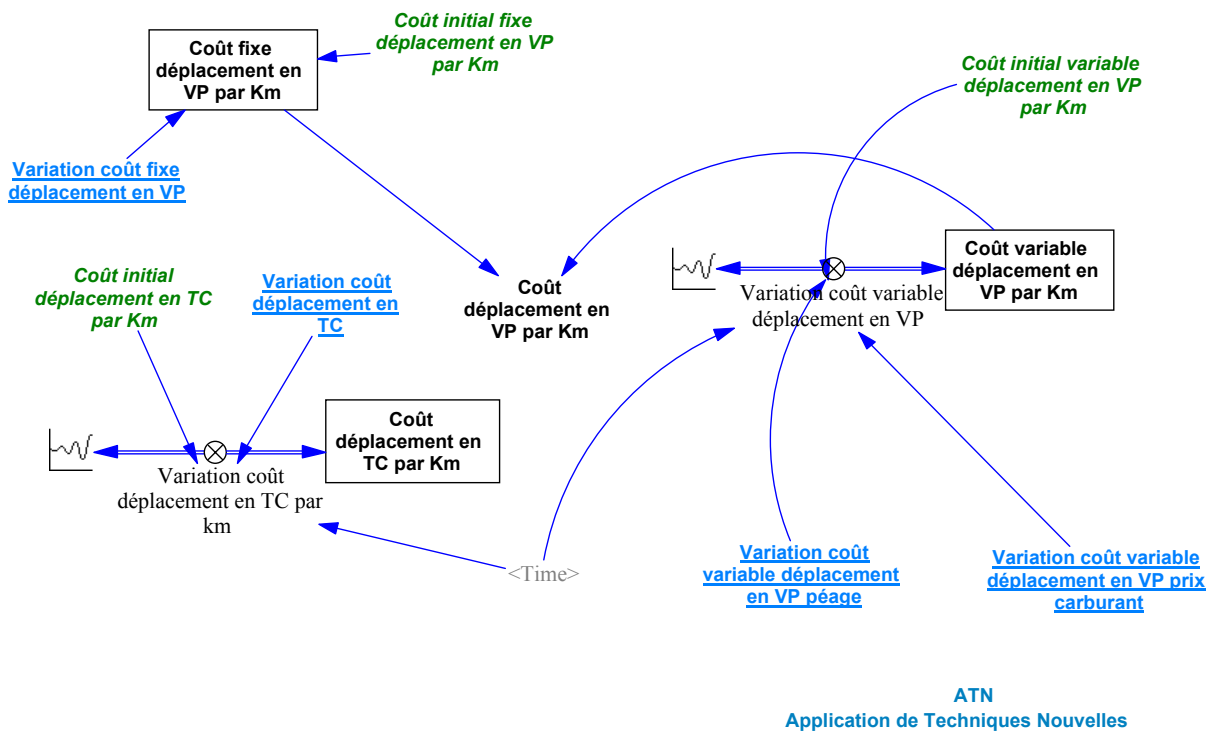 Coût initial fixe
déplacement en VP
par Km
Coût fixe
déplacement en
VP par Km
Coût initial variable
déplacement en VP
par Km
Variation coût fixe
déplacement en VP
Coût initial
déplacement en TC
par Km
Variation coût
déplacement en
TC
Coût
déplacement en
VP par Km
Variation coût variable
déplacement en VP
Coût variable
déplacement en
VP par Km
Coût
déplacement en
TC par Km
Variation coût
déplacement en TC par
km
<Time>
Variation coût
variable déplacement
en VP péage
Variation coût variable
déplacement en VP prix
carburant
ATN
Application de Techniques Nouvelles